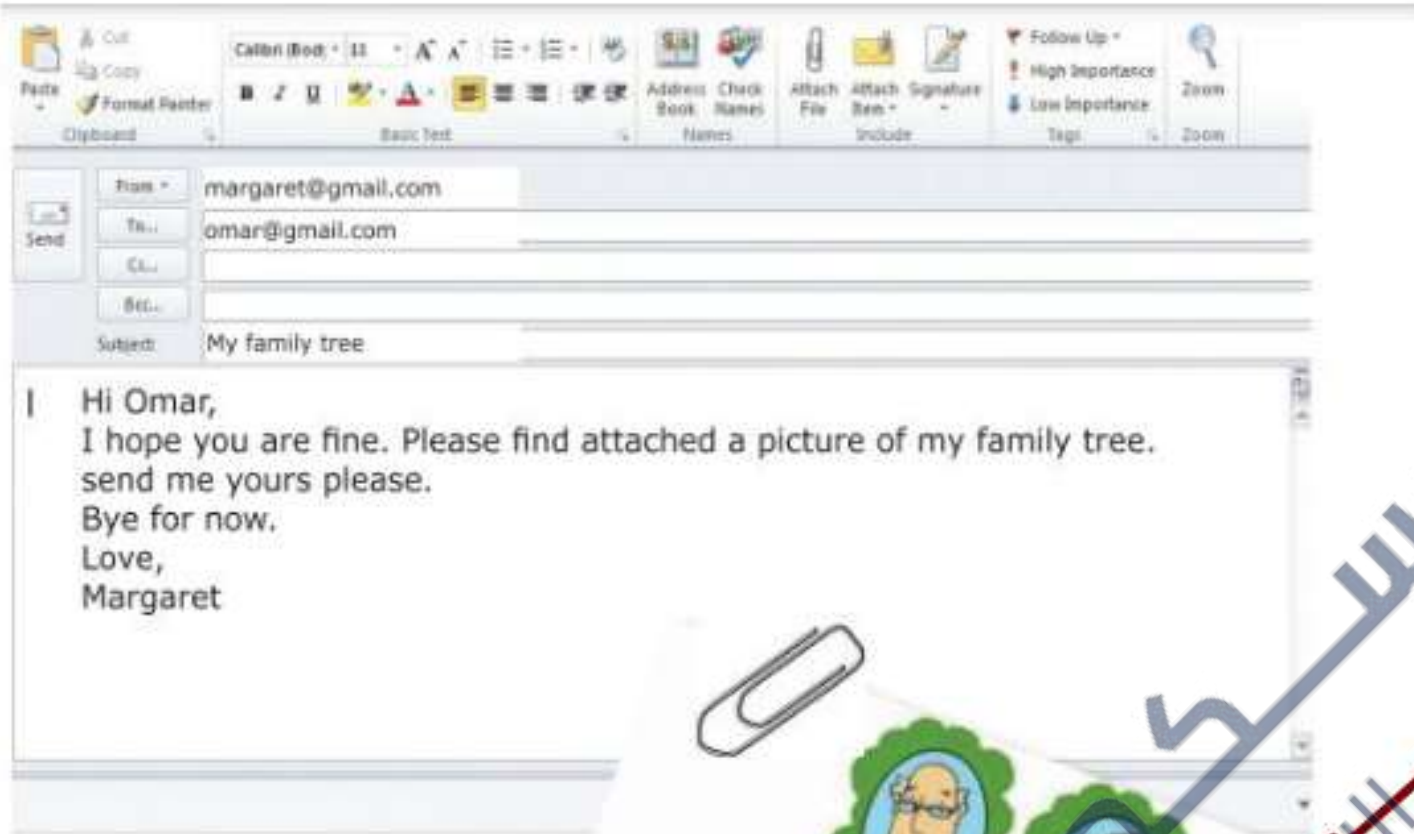 Cut
Copy
Paste
Format Painter
Clipboard
Calibri (Body 11
Basic Text
Address Book
Check Names
Names
Attach File
Attach Item
Signature
Include
Follow Up
High Importance
Low Importance
Tags
Zoom
Zoom
Send
From
margaret@gmail.com
To...
omar@gmail.com
Cc...
Bcc...
Subject:
My family tree
Hi Omar,
I hope you are fine. Please find attached a picture of my family tree.
send me yours please.
Bye for now.
Love,
Margaret